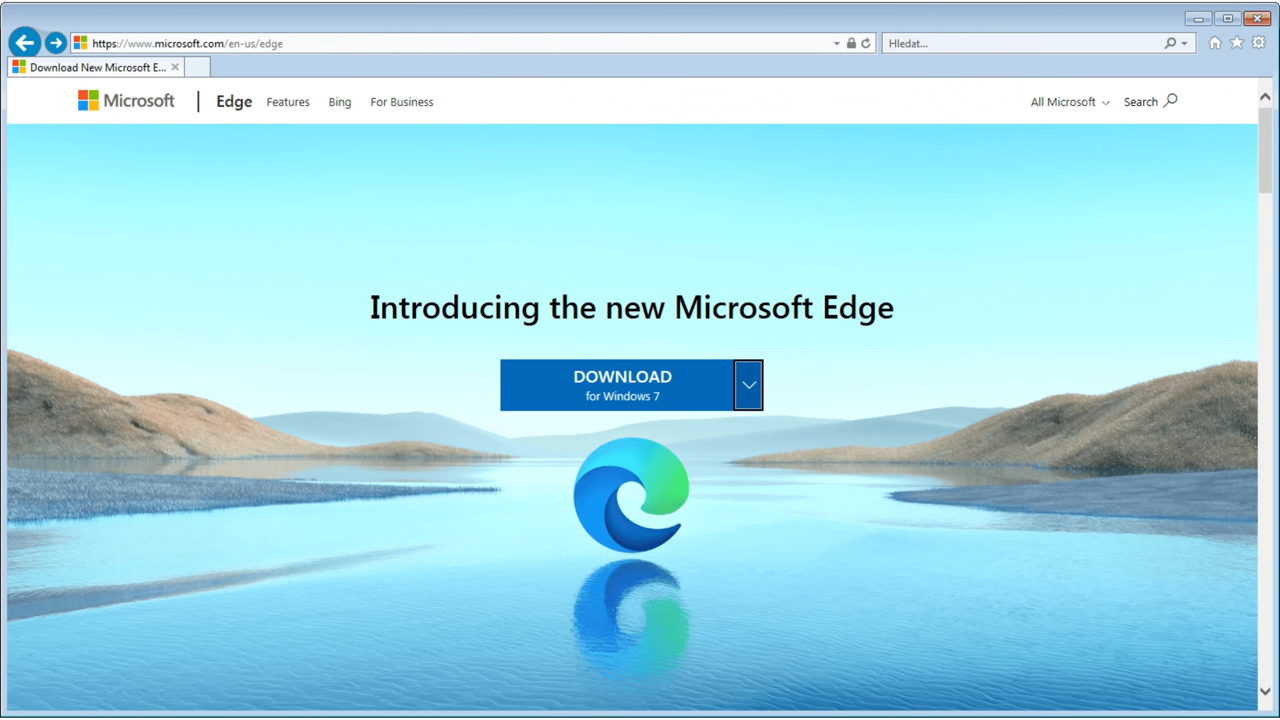 https://www.microsoft.com/en-us/edge
Hledat...
Download New Microsoft E...
Microsoft
Edge
Features
Bing
For Business
All Microsoft
Search
Introducing the new Microsoft Edge
DOWNLOAD
for Windows 7